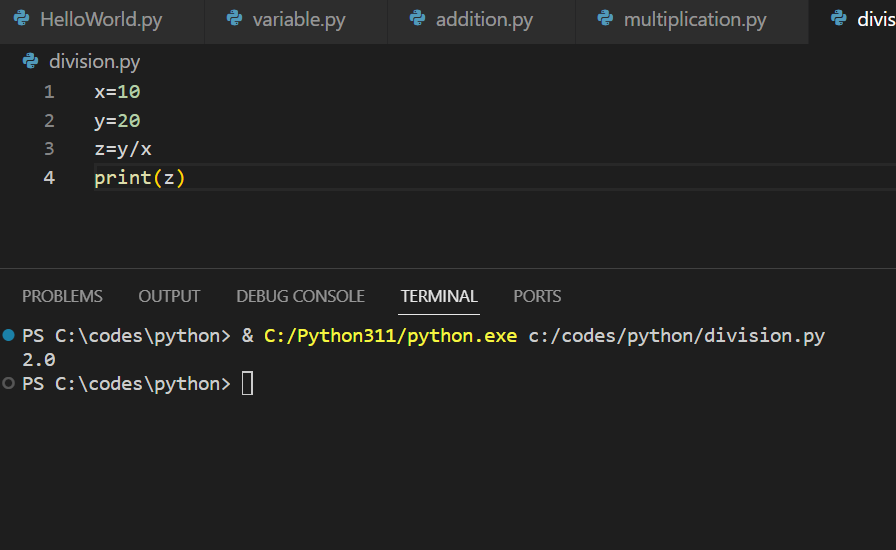 HelloWorld.py variable.py addition.py multiplication.py
division.py
1 x=10
2 y=20
3 z=y/x
4 print(z)
PROBLEMS OUTPUT DEBUG CONSOLE TERMINAL PORTS
PS C:\codes\python> & C:/Python311/python.exe c:/codes/python/division.py
2.0
PS C:\codes\python>